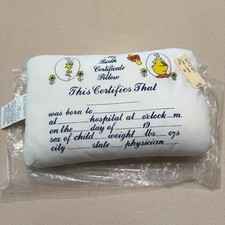 My
Birth
Certificate
Pillow
This Certifies That
was born to
at hospital at o'clock m
on the day of 19
sex of child weight lbs ozs
city state physician